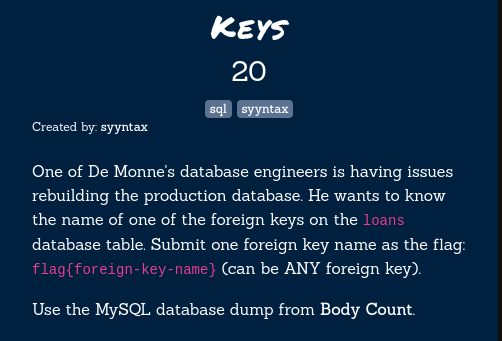 Keys
20
sql syyntax
Created by: syyntax
One of De Monne's database engineers is having issues
rebuilding the production database. He wants to know
the name of one of the foreign keys on the loans
database table. Submit one foreign key name as the flag:
flag{foreign-key-name} (can be ANY foreign key).
Use the MySQL database dump from Body Count.